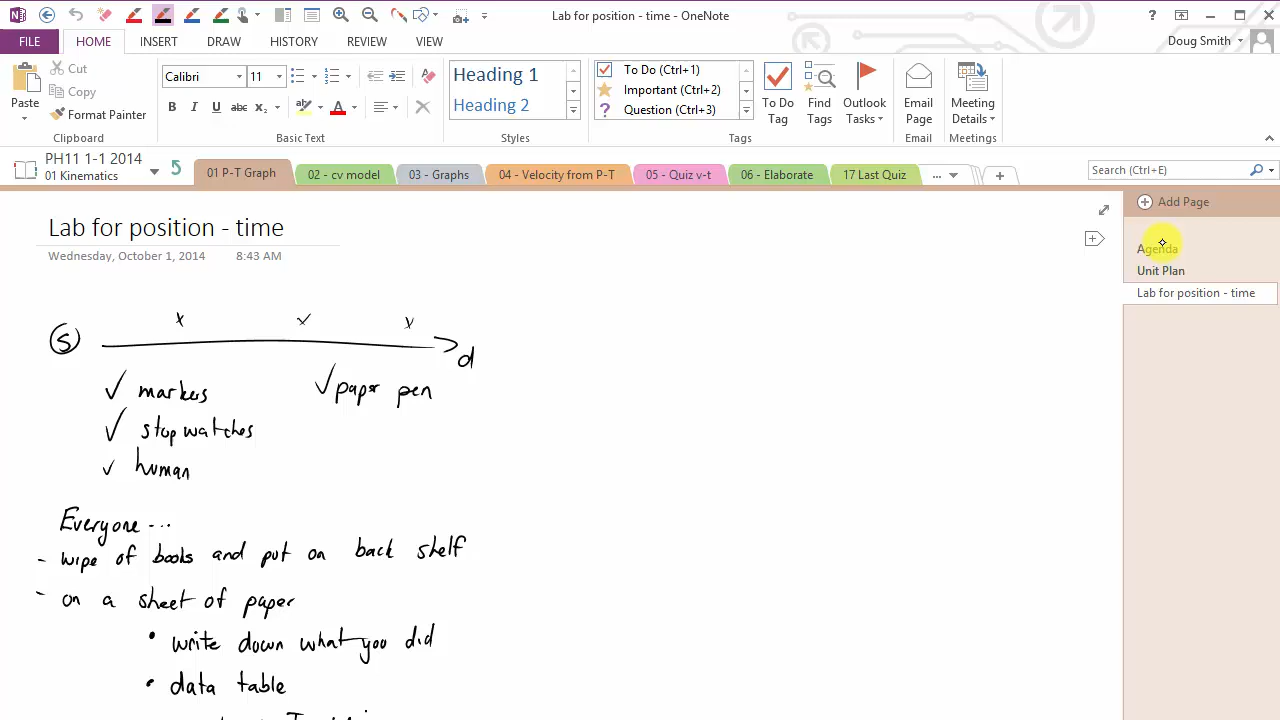 Lab for position - time - OneNote
?
FILE HOME INSERT DRAW HISTORY REVIEW VIEW
Doug Smith
Paste
Cut
Copy
Format Painter
Clipboard
Calibri 11
B I U abc X₂ A
Basic Text
Heading 1
Heading 2
Styles
To Do (Ctrl+1)
Important (Ctrl+2)
? Question (Ctrl+3)
To Do Tag
Find Tags
Outlook Tasks
Tags
Email Page
Email
Meeting Details
Meetings
PH11 1-1 2014
01 Kinematics
01 P-T Graph 02 - cv model 03 - Graphs 04 - Velocity from P-T 05 - Quiz v-t 06 - Elaborate 17 Last Quiz ... +
Search (Ctrl+E)
Add Page
Agenda
Unit Plan
Lab for position - time
Lab for position - time
Wednesday, October 1, 2014 8:43 AM
S
d
✓ markers ✓ paper pen
✓ stopwatches
✓ human
Everyone ...
- wipe of books and put on back shelf
- on a sheet of paper
• write down what you did
• data table